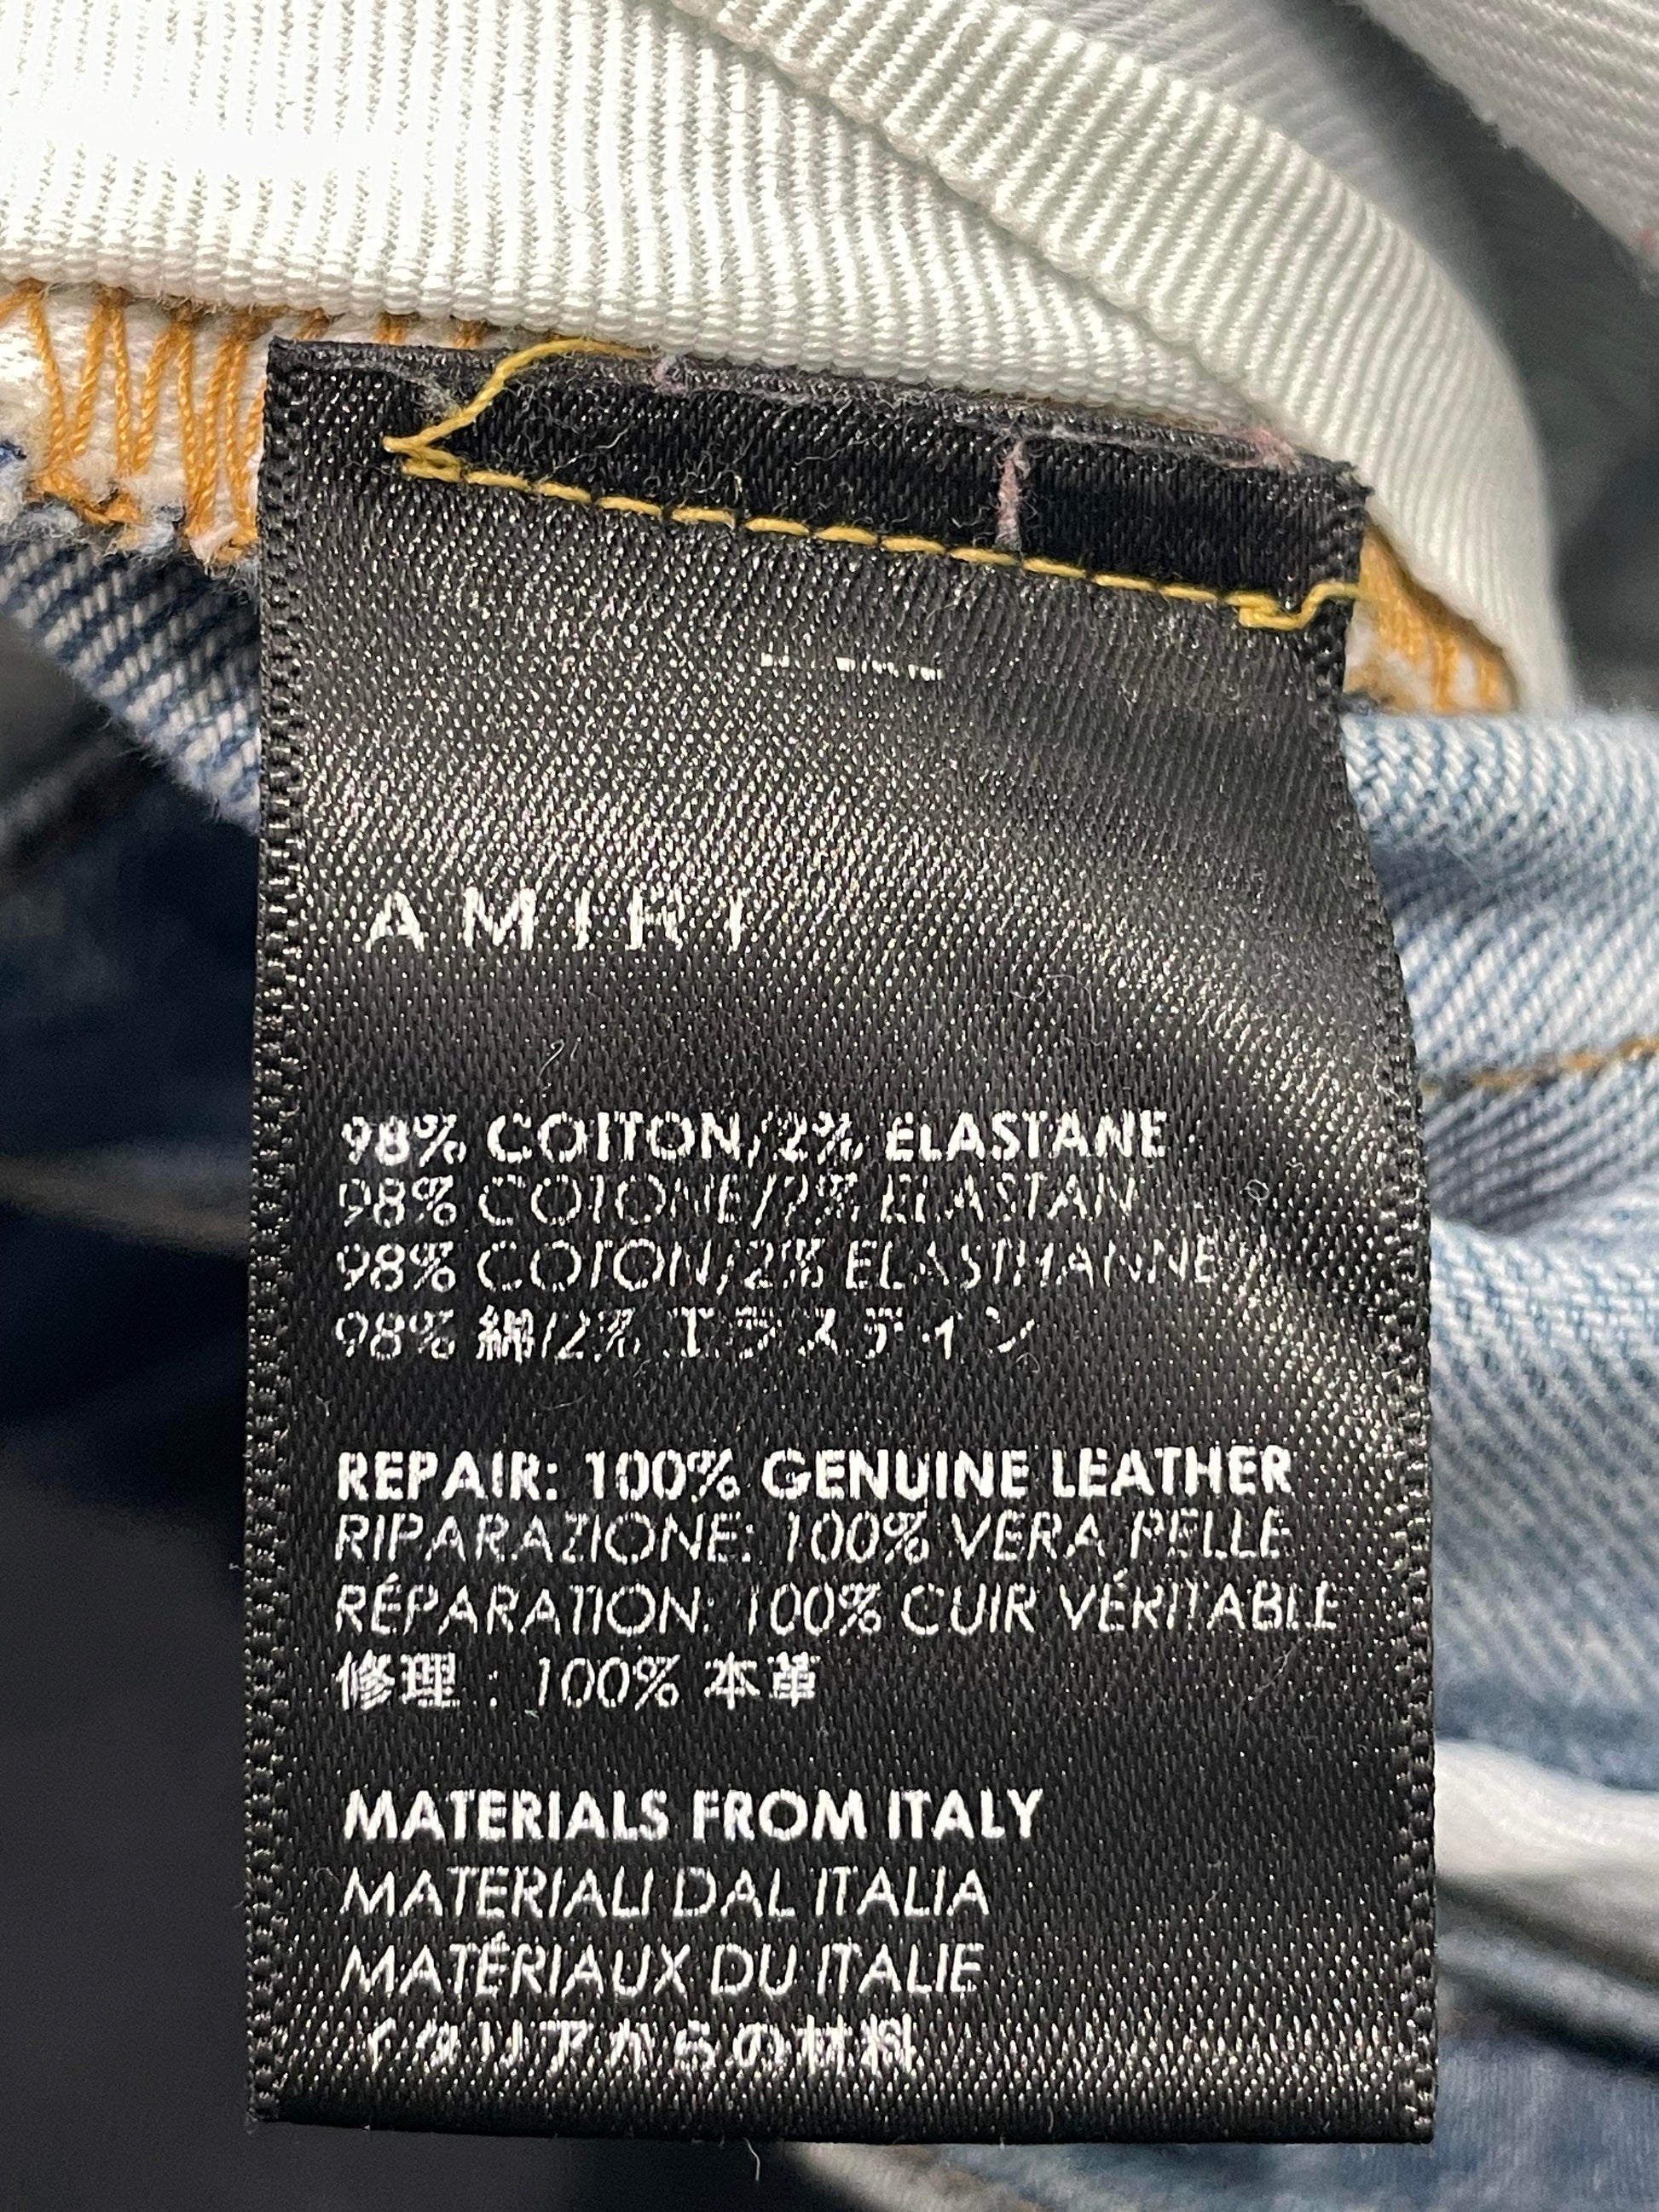 AMIRI
98% COTTON/2% ELASTANE
98% COTONE/2% ELASTAN
98% COTON/2% ELASTHANNE
98% 綿/2% エラスティン
REPAIR: 100% GENUINE LEATHER
RIPARAZIONE: 100% VERA PELLE
RÉPARATION: 100% CUIR VÉRITABLE
修理 : 100% 本革
MATERIALS FROM ITALY
MATERIALI DAL ITALIA
MATÉRIAUX DU ITALIE
イタリアからの材料